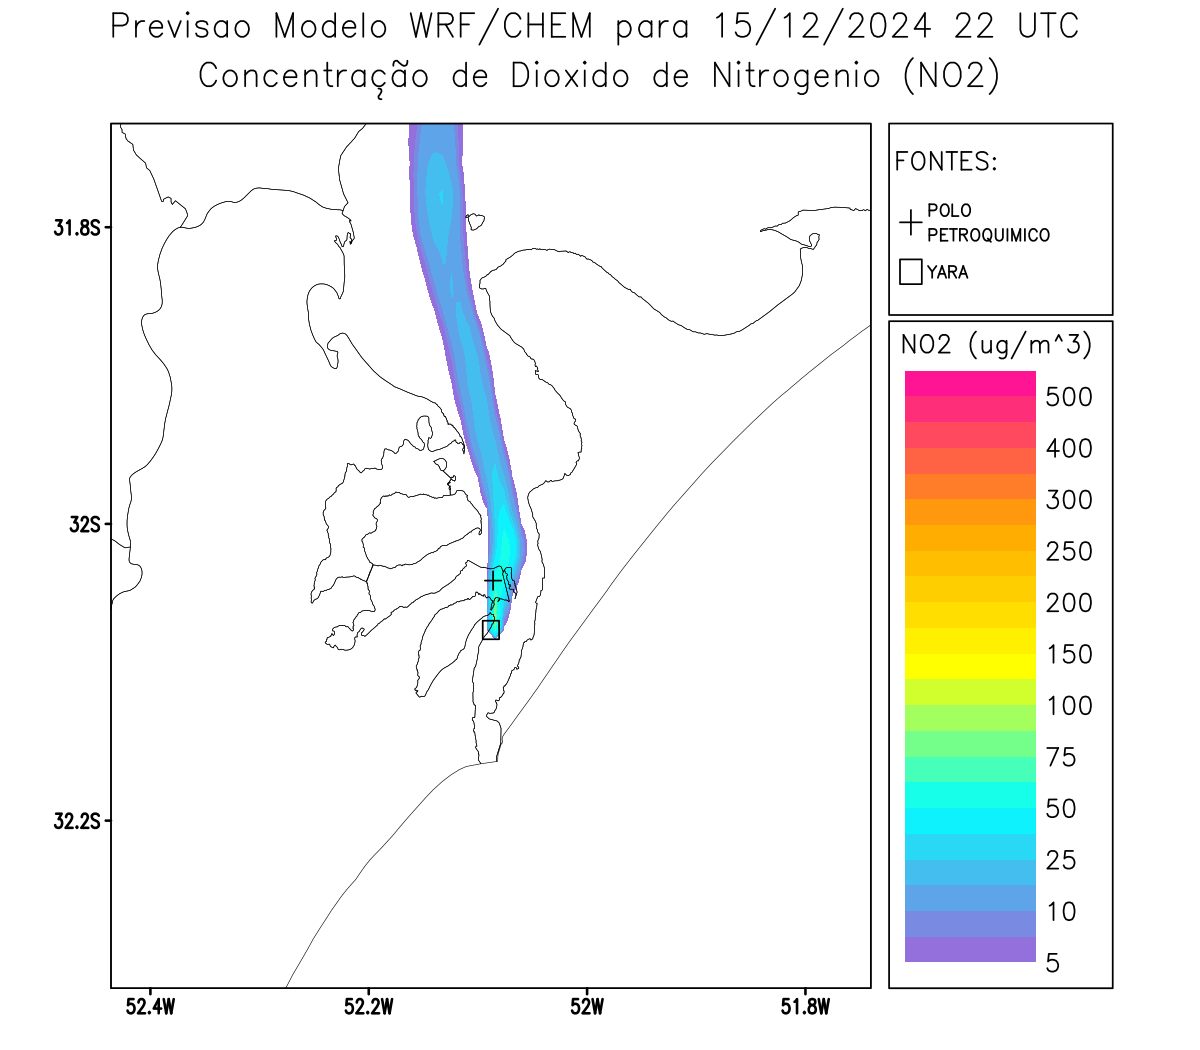 Previsao Modelo WRF/CHEM para 15/12/2024 22 UTC
Concentração de Dioxido de Nitrogenio (NO2)
FONTES:
POLO
PETROQUIMICO
YARA
NO2 (ug/m^3)
500
400
300
250
200
150
100
75
50
25
10
5
31.8S
32S
32.2S
52.4W
52.2W
52W
51.8W